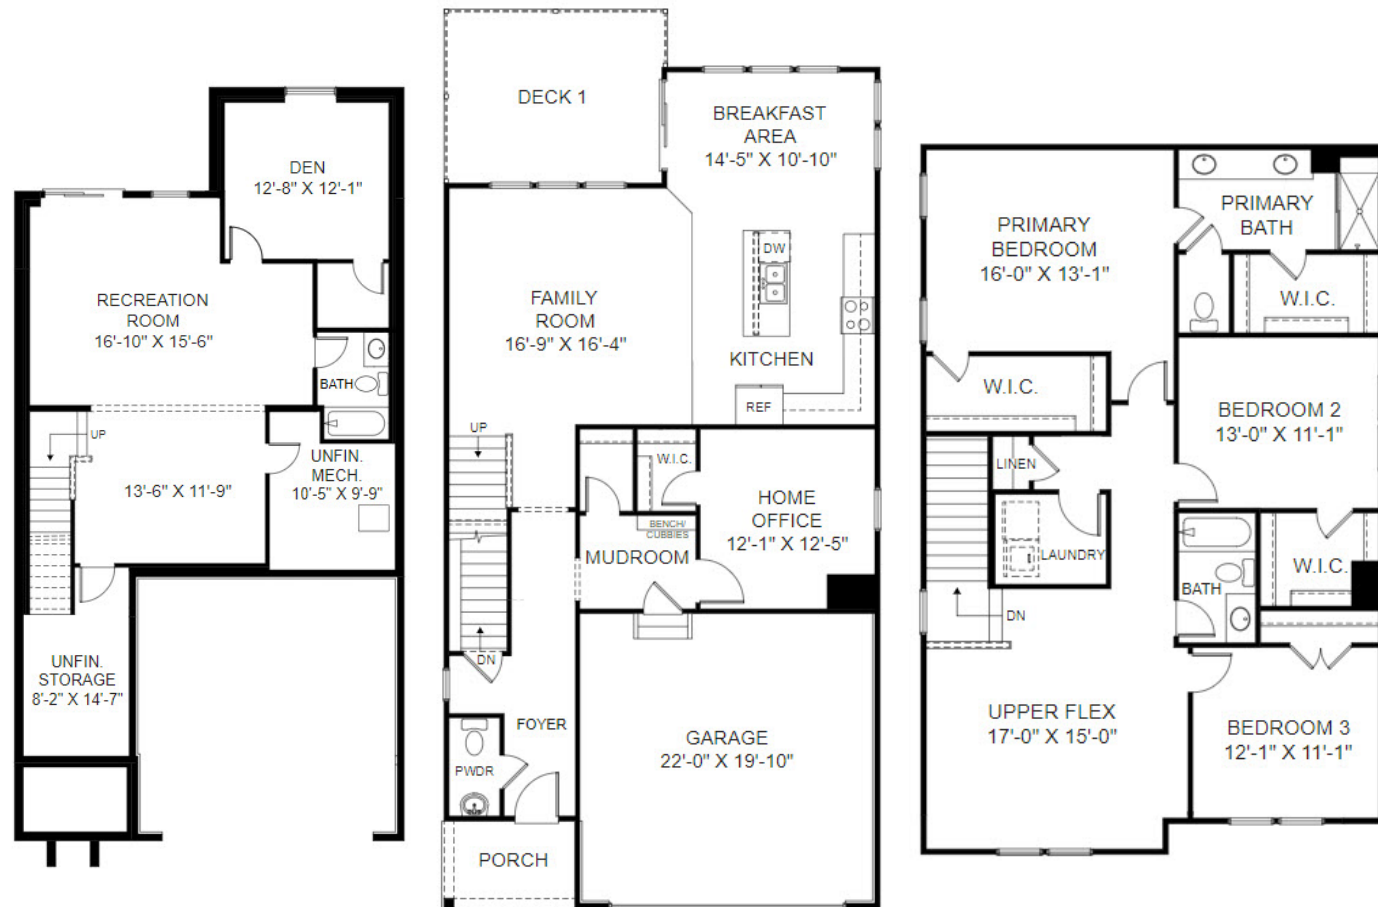 DEN
12'-8" X 12'-1"
RECREATION
ROOM
16'-10" X 15'-6"
BATH
UP
13'-6" X 11'-9"
UNFIN.
MECH.
10'-5" X 9'-9"
UNFIN.
STORAGE
8'-2" X 14'-7"
DECK 1
BREAKFAST
AREA
14'-5" X 10'-10"
DW
FAMILY
ROOM
16'-9" X 16'-4"
KITCHEN
REF
UP
W.I.C.
HOME
OFFICE
12'-1" X 12'-5"
BENCH/
CUBBIES
MUDROOM
DN
FOYER
PWDR
GARAGE
22'-0" X 19'-10"
PORCH
PRIMARY
BATH
PRIMARY
BEDROOM
16'-0" X 13'-1"
W.I.C.
W.I.C.
BEDROOM 2
13'-0" X 11'-1"
LINEN
LAUNDRY
W.I.C.
BATH
DN
UPPER FLEX
17'-0" X 15'-0"
BEDROOM 3
12'-1" X 11'-1"